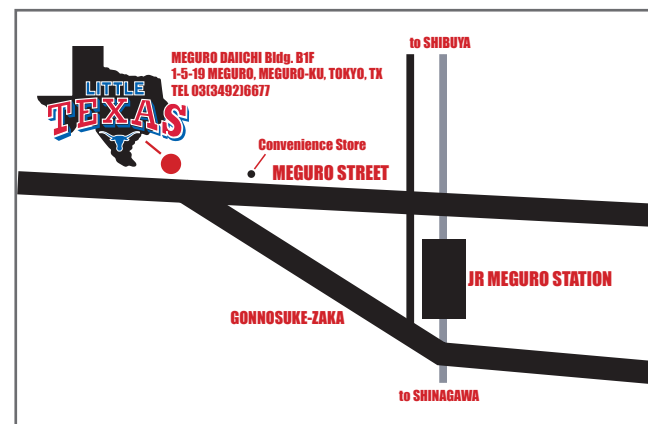 LITTLE
TEXAS
MEGURO DAIICHI Bldg. B1F
1-5-19 MEGURO, MEGURO-KU, TOKYO, TX
TEL 03(3492)6677
to SHIBUYA
Convenience Store
MEGURO STREET
JR MEGURO STATION
GONNOSUKE-ZAKA
to SHINAGAWA